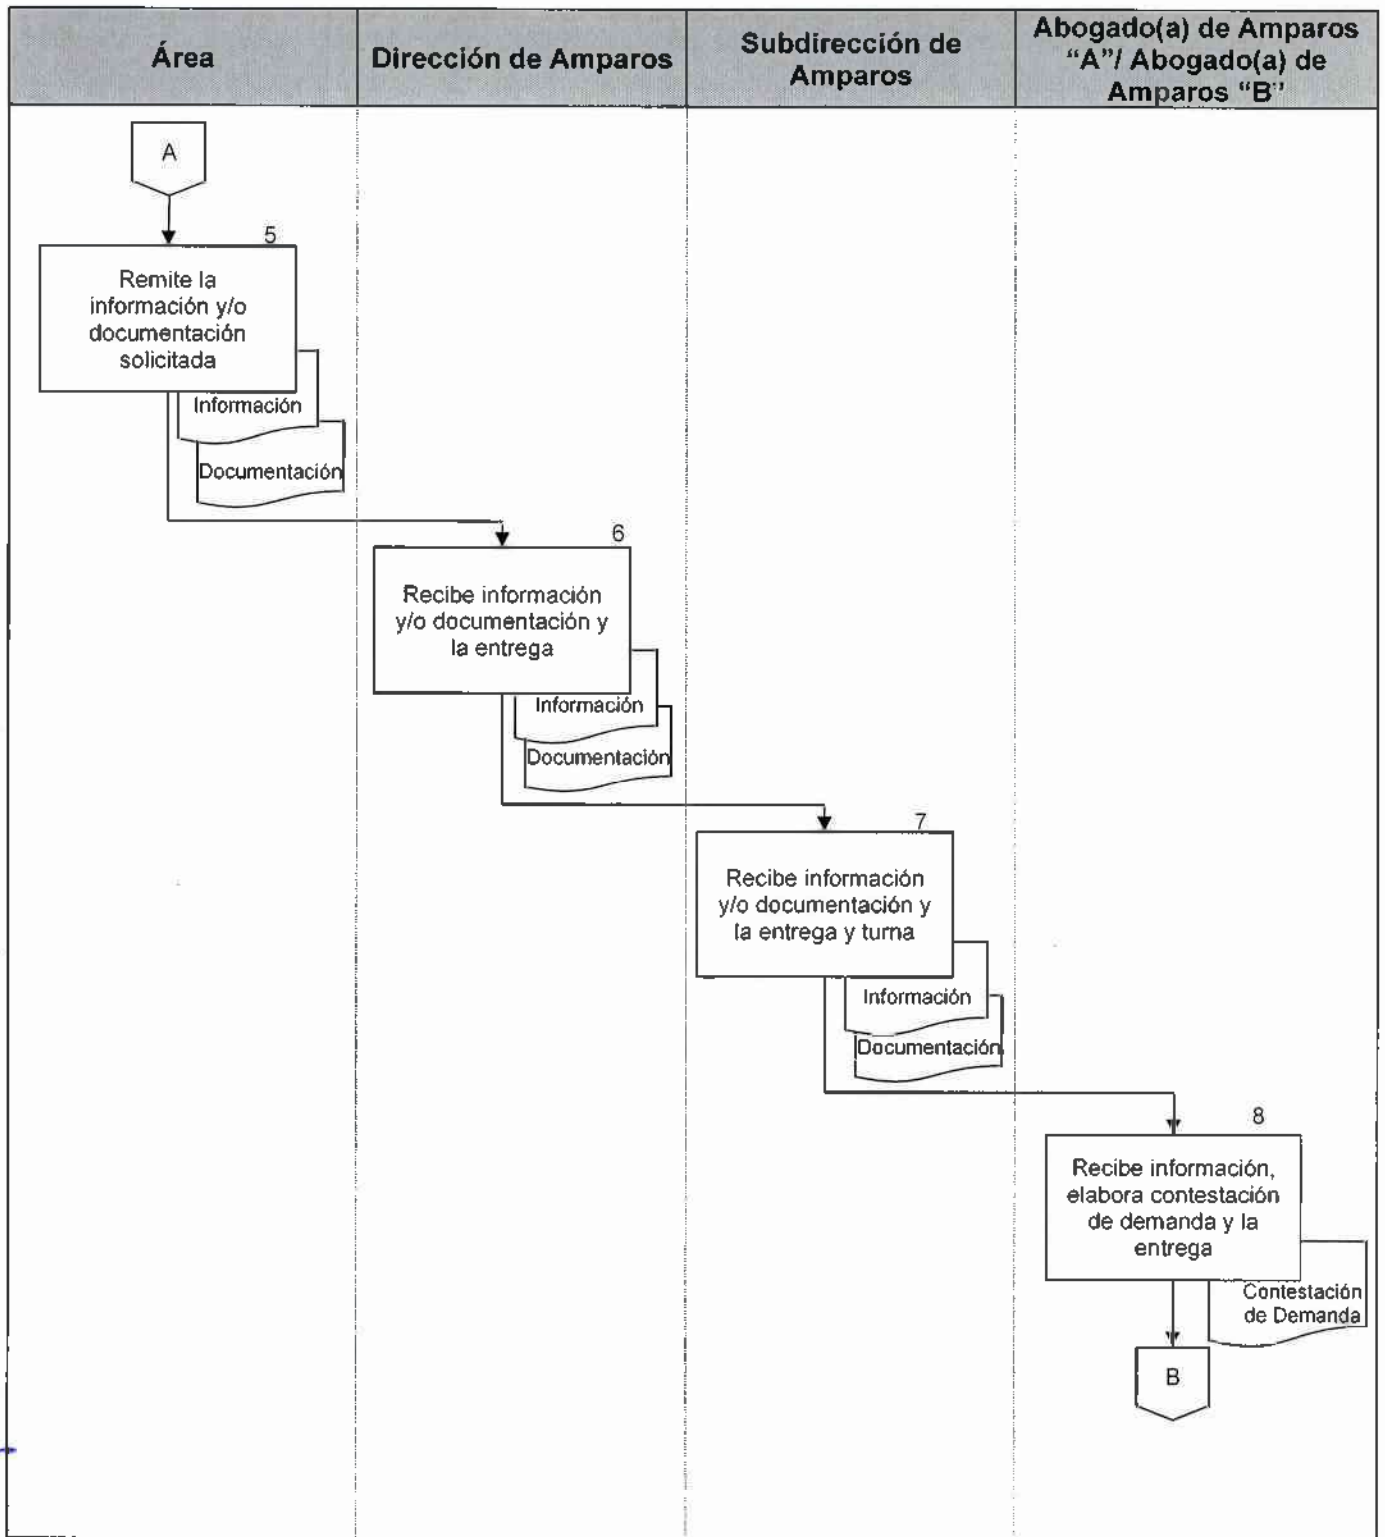 Área
Dirección de Amparos
Subdirección de
Amparos
Abogado(a) de Amparos
“A”/ Abogado(a) de
Amparos “B”
A
5
Remite la
información y/o
documentación
solicitada
Información
Documentación
6
Recibe información
y/o documentación y
la entrega
Información
Documentación
7
Recibe información
y/o documentación y
la entrega y turna
Información
Documentación
8
Recibe información,
elabora contestación
de demanda y la
entrega
Contestación
de Demanda
B